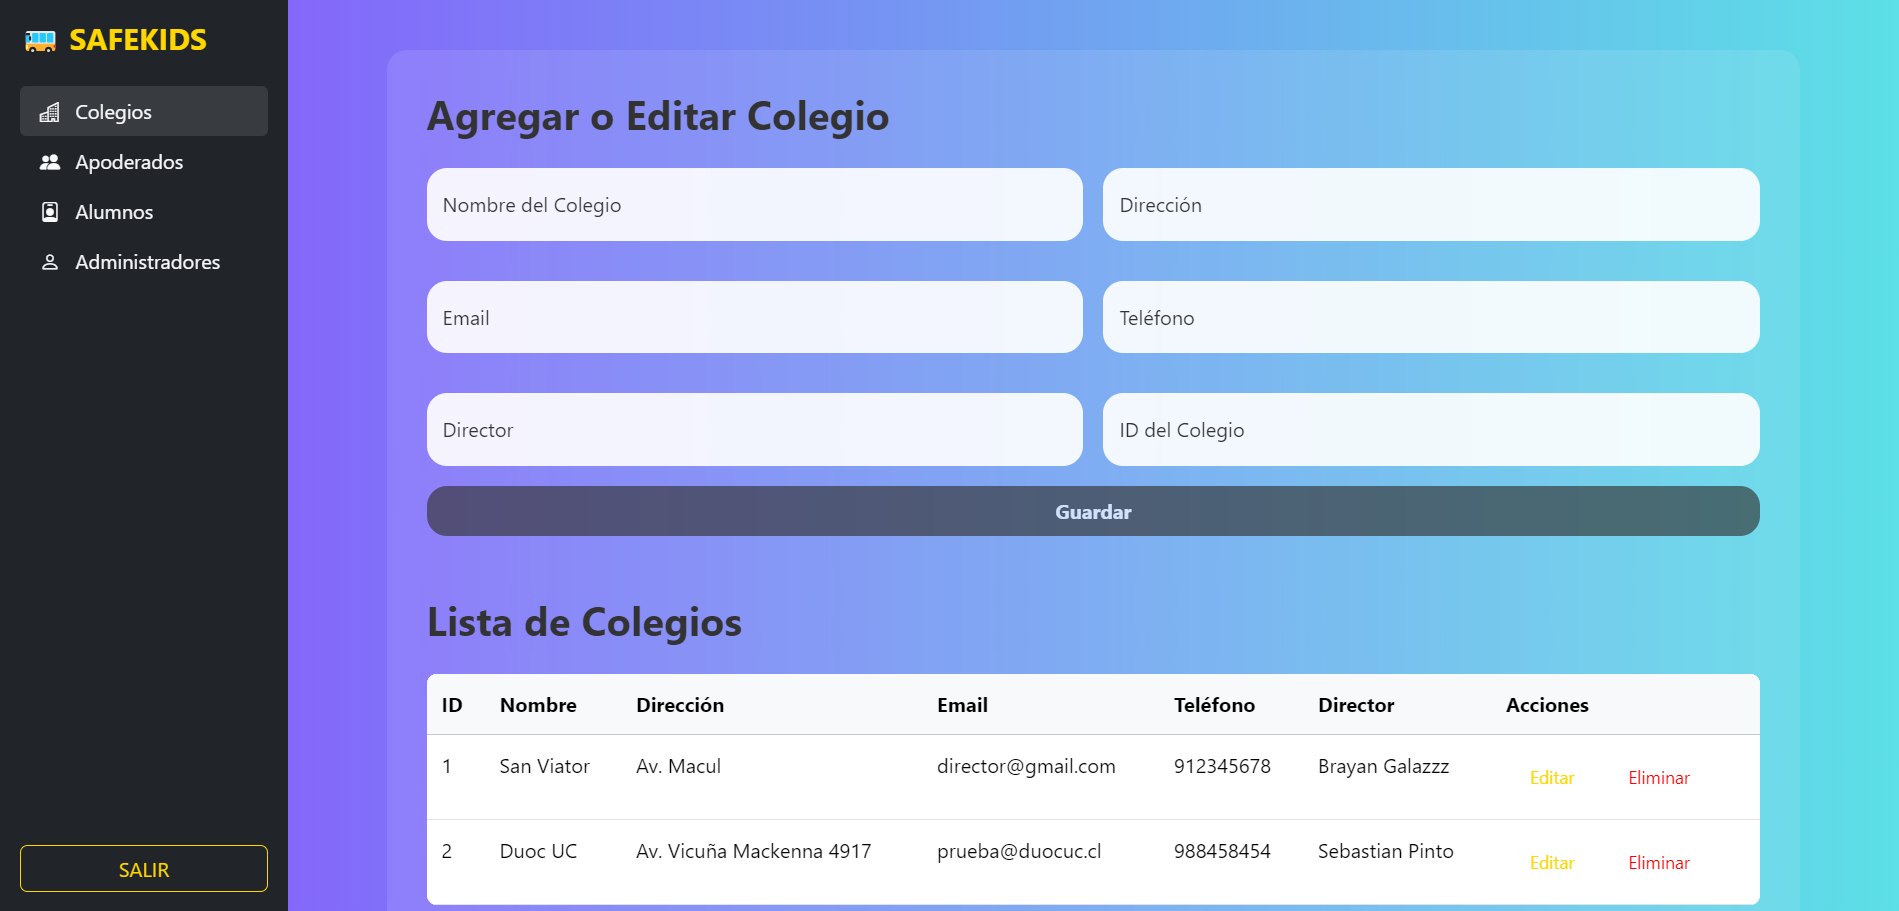 SAFEKIDS
Colegios
Apoderados
Alumnos
Administradores
SALIR
Agregar o Editar Colegio
Nombre del Colegio
Dirección
Email
Teléfono
Director
ID del Colegio
Guardar
Lista de Colegios
ID Nombre Dirección Email Teléfono Director Acciones
1 San Viator Av. Macul director@gmail.com 912345678 Brayan Galazzz Editar Eliminar
2 Duoc UC Av. Vicuña Mackenna 4917 prueba@duocuc.cl 988458454 Sebastian Pinto Editar Eliminar